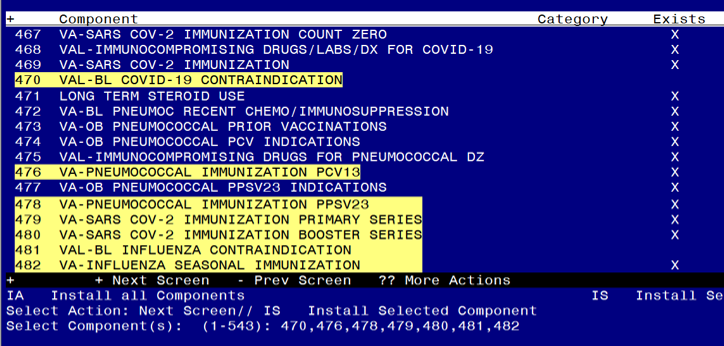 + Component Category Exists
467 VA-SARS COV-2 IMMUNIZATION COUNT ZERO X
468 VAL-IMMUNOCOMPROMISING DRUGS/LABS/DX FOR COVID-19 X
469 VA-SARS COV-2 IMMUNIZATION X
470 VAL-BL COVID-19 CONTRAINDICATION
471 LONG TERM STEROID USE X
472 VA-BL PNEUMOC RECENT CHEMO/IMMUNOSUPPRESSION X
473 VA-OB PNEUMOCOCCAL PRIOR VACCINATIONS X
474 VA-OB PNEUMOCOCCAL PCV INDICATIONS X
475 VAL-IMMUNOCOMPROMISING DRUGS FOR PNEUMOCOCCAL DZ X
476 VA-PNEUMOCOCCAL IMMUNIZATION PCV13 X
477 VA-OB PNEUMOCOCCAL PPSV23 INDICATIONS X
478 VA-PNEUMOCOCCAL IMMUNIZATION PPSV23 X
479 VA-SARS COV-2 IMMUNIZATION PRIMARY SERIES X
480 VA-SARS COV-2 IMMUNIZATION BOOSTER SERIES X
481 VAL-BL INFLUENZA CONTRAINDICATION
482 VA-INFLUENZA SEASONAL IMMUNIZATION X
+ + Next Screen - Prev Screen ?? More Actions
IA Install all Components IS Install Se
Select Action: Next Screen// IS Install Selected Component
Select Component(s): (1-543): 470,476,478,479,480,481,482